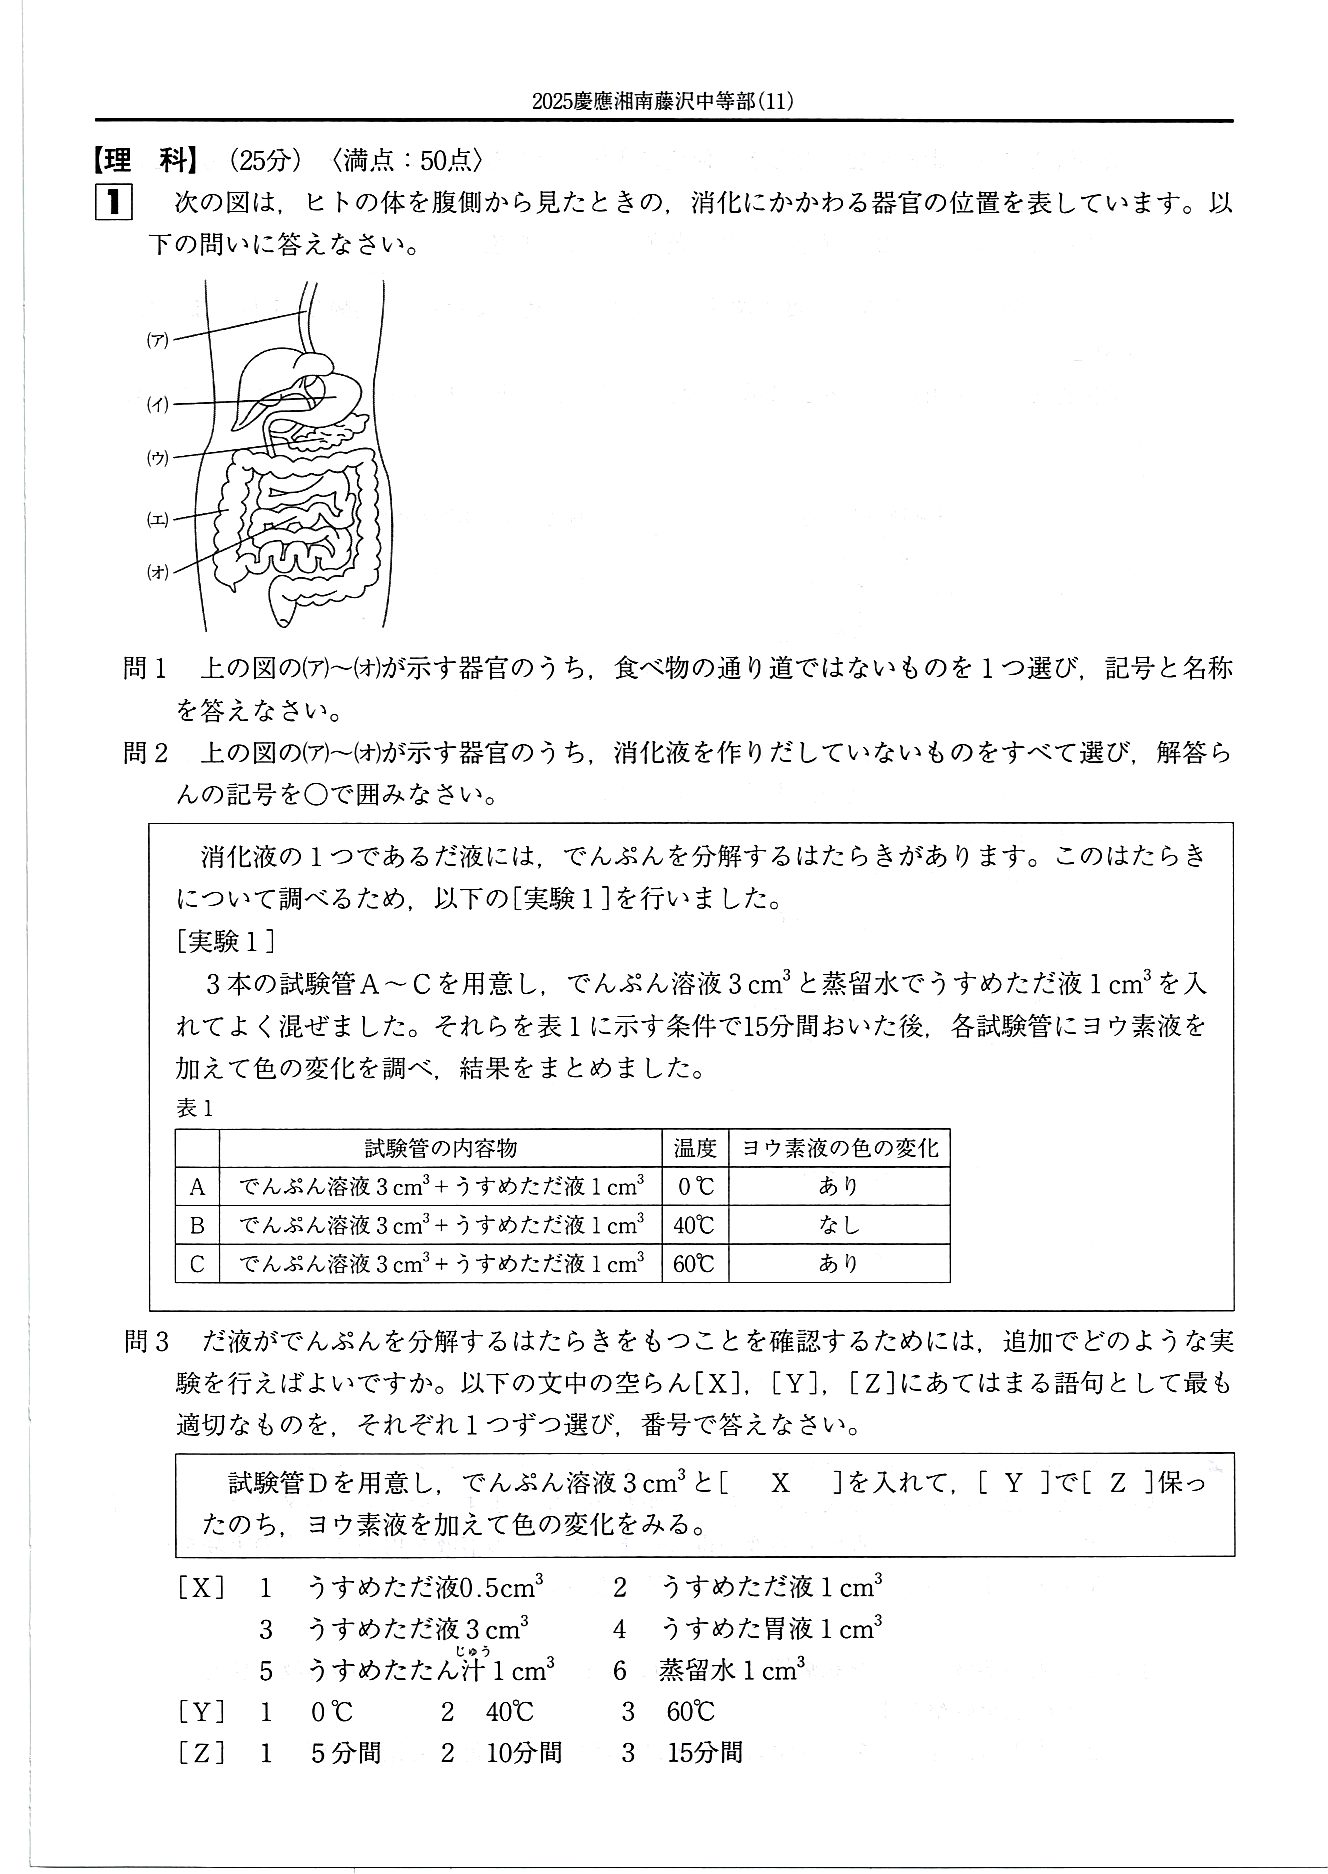 2025慶應湘南藤沢中等部(11)
【理　科】（25分）〈満点：50点〉
1　次の図は，ヒトの体を腹側から見たときの，消化にかかわる器官の位置を表しています。以
下の問いに答えなさい。
(ア)
(イ)
(ウ)
(エ)
(オ)
問１　上の図の(ア)～(オ)が示す器官のうち，食べ物の通り道ではないものを１つ選び，記号と名称
を答えなさい。
問２　上の図の(ア)～(オ)が示す器官のうち，消化液を作りだしていないものをすべて選び，解答ら
んの記号を○で囲みなさい。
消化液の１つであるだ液には，でんぷんを分解するはたらきがあります。このはたらき
について調べるため，以下の[実験１]を行いました。
[実験１]
３本の試験管Ａ～Ｃを用意し，でんぷん溶液３cm³と蒸留水でうすめただ液１cm³を入
れてよく混ぜました。それらを表１に示す条件で15分間おいた後，各試験管にヨウ素液を
加えて色の変化を調べ，結果をまとめました。
表１
試験管の内容物　温度　ヨウ素液の色の変化
Ａ　でんぷん溶液３cm³＋うすめただ液１cm³　０℃　あり
Ｂ　でんぷん溶液３cm³＋うすめただ液１cm³　40℃　なし
Ｃ　でんぷん溶液３cm³＋うすめただ液１cm³　60℃　あり
問３　だ液がでんぷんを分解するはたらきをもつことを確認するためには，追加でどのような実
験を行えばよいですか。以下の文中の空らん[Ｘ]，[Ｙ]，[Ｚ]にあてはまる語句として最も
適切なものを，それぞれ１つずつ選び，番号で答えなさい。
試験管Ｄを用意し，でんぷん溶液３cm³と[　Ｘ　]を入れて，[ Ｙ ]で[ Ｚ ]保っ
たのち，ヨウ素液を加えて色の変化をみる。
[Ｘ]　１　うすめただ液0.5cm³　２　うすめただ液１cm³
３　うすめただ液３cm³　４　うすめた胃液１cm³
じゅう
５　うすめたたん汁１cm³　６　蒸留水１cm³
[Ｙ]　１　０℃　２　40℃　３　60℃
[Ｚ]　１　５分間　２　10分間　３　15分間